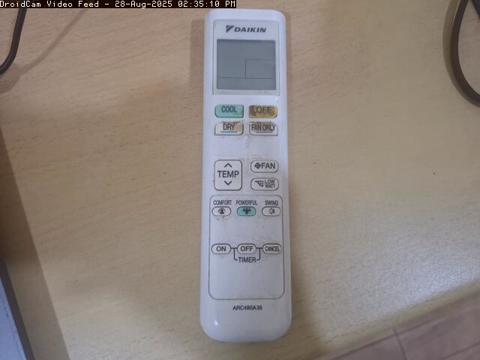 DroidCam Video Feed - 28-Aug-2025 02:35:10 PM
DAIKIN
COOL OFF
DRY FAN ONLY
TEMP FAN
LOW
COMFORT POWERFUL SWING
ON OFF CANCEL
TIMER
ARC480A35